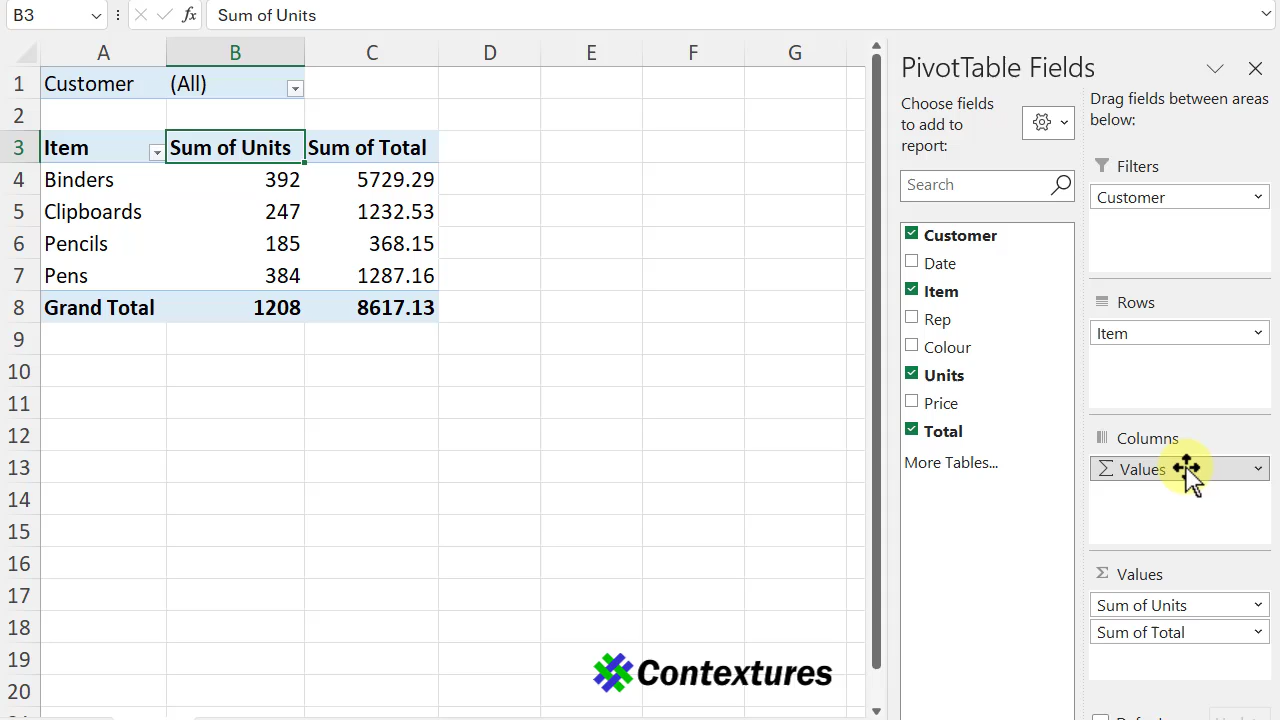 B3
fx
Sum of Units
A B C D E F G
1 Customer (All)
2
3 Item Sum of Units Sum of Total
4 Binders 392 5729.29
5 Clipboards 247 1232.53
6 Pencils 185 368.15
7 Pens 384 1287.16
8 Grand Total 1208 8617.13
9
10
11
12
13
14
15
16
17
18
19
20
Contextures
PivotTable Fields
Choose fields
to add to
report:
Search
Customer
Date
Item
Rep
Colour
Units
Price
Total
More Tables...
Drag fields between areas
below:
Filters
Customer
Rows
Item
Columns
Σ Values
Σ Values
Sum of Units
Sum of Total